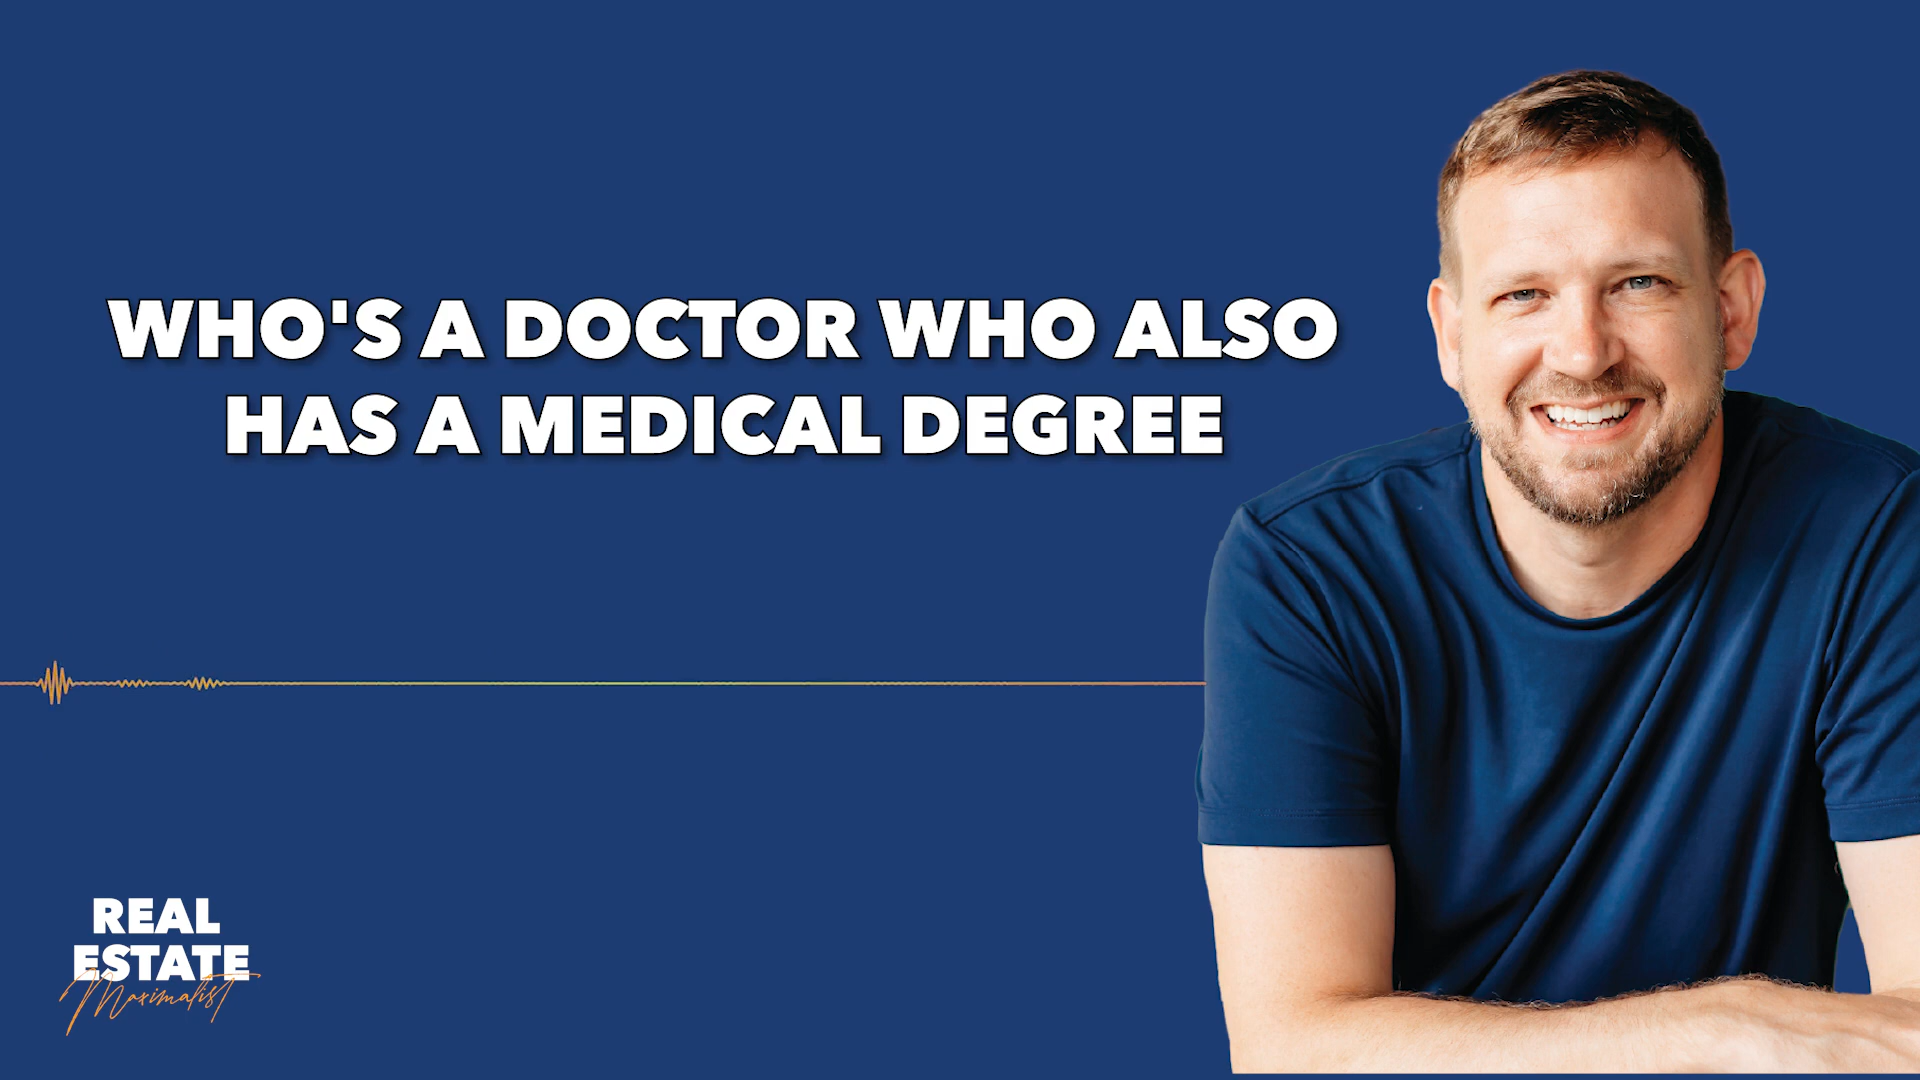 WHO'S A DOCTOR WHO ALSO
HAS A MEDICAL DEGREE
REAL
ESTATE
Maximalist